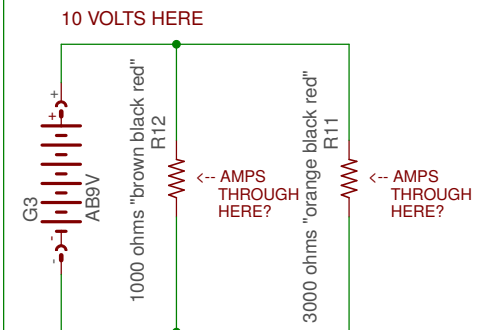 10 VOLTS HERE
+
+
G3
AB9V
-
-
1000 ohms "brown black red"
R12
<-- AMPS
THROUGH
HERE?
3000 ohms "orange black red"
R11
<-- AMPS
THROUGH
HERE?